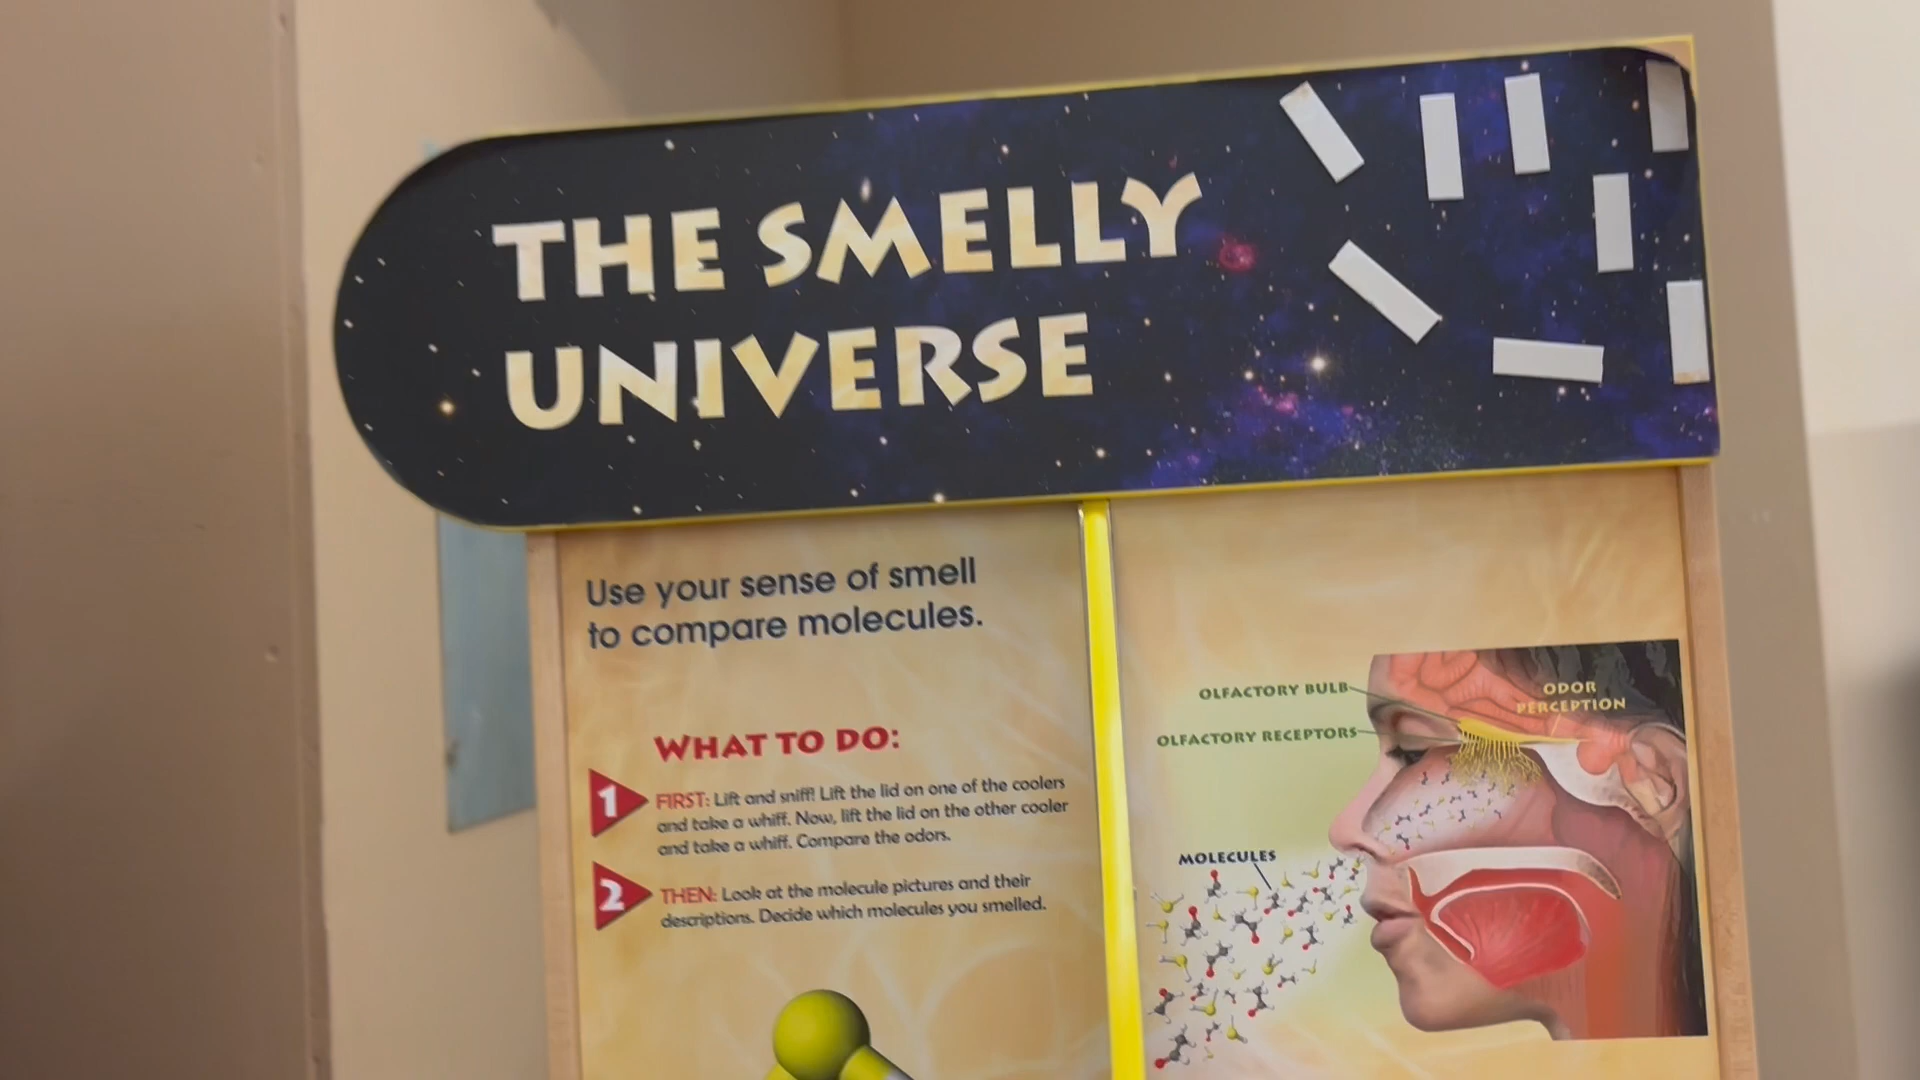 THE SMELLY
UNIVERSE
Use your sense of smell
to compare molecules.
WHAT TO DO:
1
FIRST: Lift and sniff! Lift the lid on one of the coolers
and take a whiff. Now, lift the lid on the other cooler
and take a whiff. Compare the odors.
2
THEN: Look at the molecule pictures and their
descriptions. Decide which molecules you smelled.
OLFACTORY BULB
ODOR
PERCEPTION
OLFACTORY RECEPTORS
MOLECULES